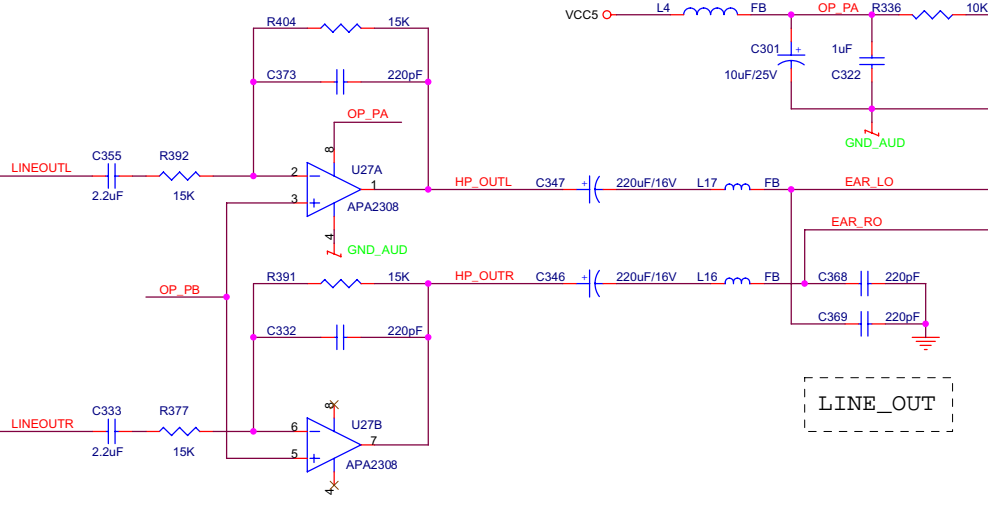 R404 15K
VCC5 L4 FB OP_PA R336 10K
C301 + 1uF
10uF/25V C322
C373 220pF
OP_PA
GND_AUD
8
LINEOUTL C355 R392 2 − U27A
2.2uF 15K 3 + 1 HP_OUTL C347 + 220uF/16V L17 FB EAR_LO
APA2308
EAR_RO
4 GND_AUD
R391 15K HP_OUTR C346 + 220uF/16V L16 FB C368 220pF
OP_PB
C332 220pF C369 220pF
LINE_OUT
8
LINEOUTR C333 R377 6 − U27B
2.2uF 15K 5 + 7
APA2308
4